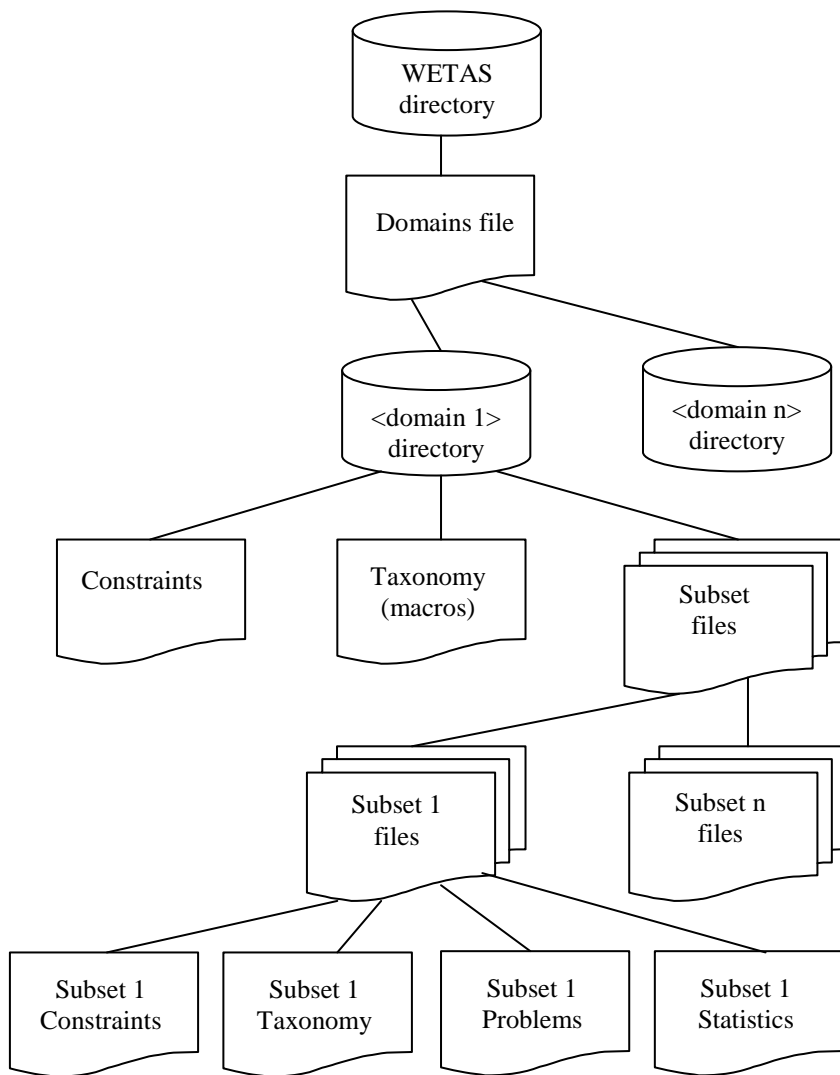 WETAS
directory
Domains file
<domain 1>
directory
<domain n>
directory
Constraints
Taxonomy
(macros)
Subset
files
Subset 1
files
Subset n
files
Subset 1
Constraints
Subset 1
Taxonomy
Subset 1
Problems
Subset 1
Statistics